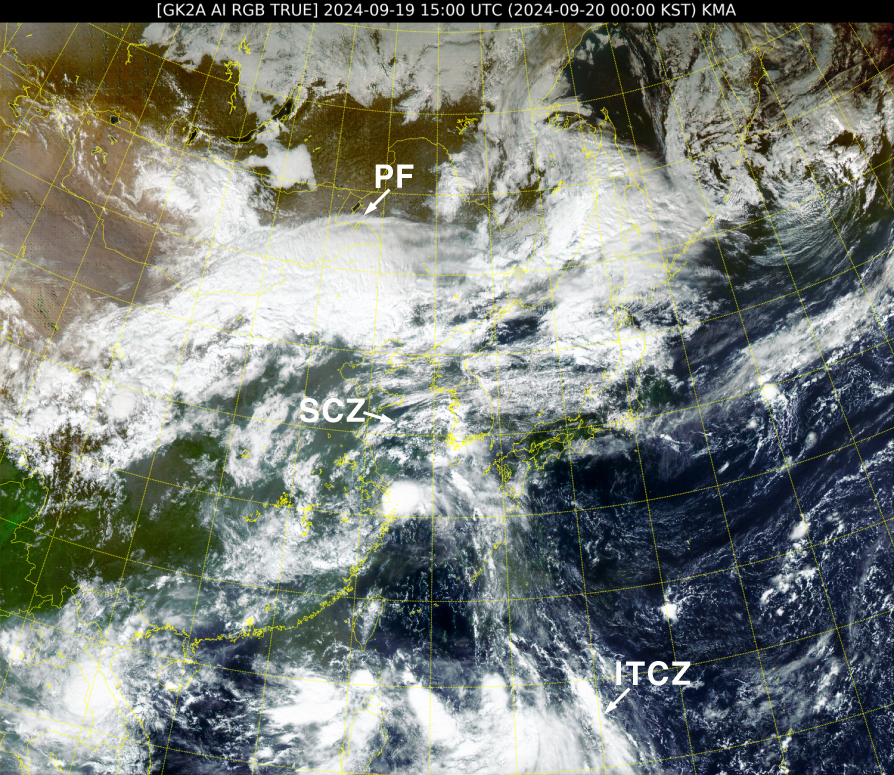 [GK2A AI RGB TRUE] 2024-09-19 15:00 UTC (2024-09-20 00:00 KST) KMA
PF
SCZ
ITCZ